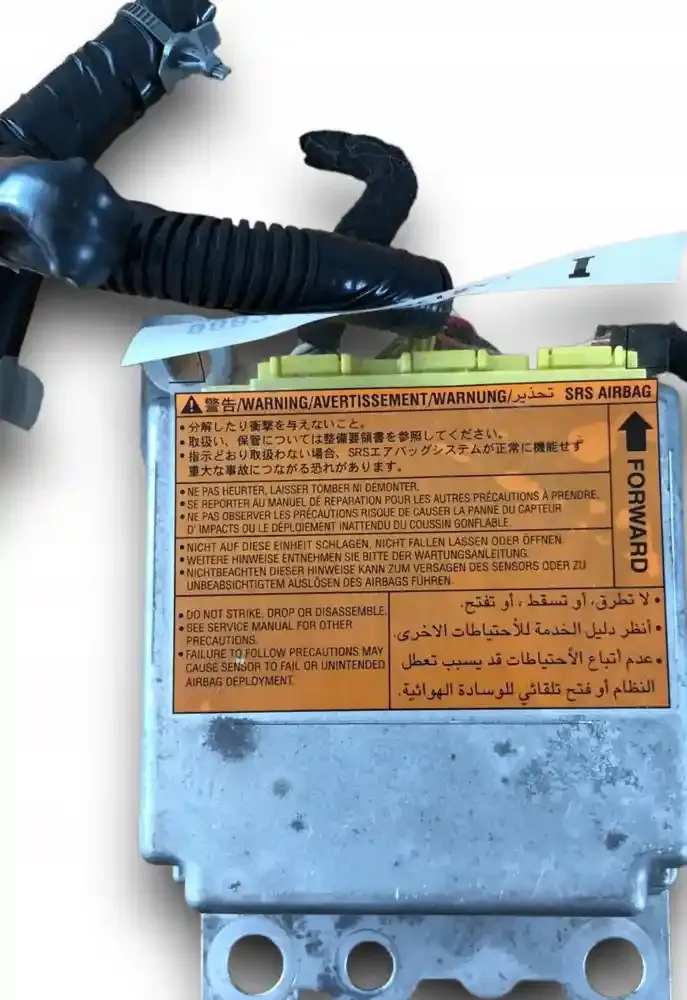 I
警告/WARNING/AVERTISSEMENT/WARNUNG/تحذير SRS AIRBAG
・分解したり衝撃を与えないこと。
・取扱い、保管については整備要領書を参照してください。
・指示どおり取扱わない場合、SRSエアバッグシステムが正常に機能せず
重大な事故につながる恐れがあります。
• NE PAS HEURTER, LAISSER TOMBER NI DÉMONTER.
• SE REPORTER AU MANUEL DE REPARATION POUR LES AUTRES PRÉCAUTIONS À PRENDRE.
• NE PAS OBSERVER LES PRÉCAUTIONS RISQUE DE CAUSER LA PANNE DU CAPTEUR
D' IMPACTS OU LE DÉPLOIEMENT INATTENDU DU COUSSIN GONFLABLE.
• NICHT AUF DIESE EINHEIT SCHLAGEN, NICHT FALLEN LASSEN ODER ÖFFNEN.
• WEITERE HINWEISE ENTNEHMEN SIE BITTE DER WARTUNGSANLEITUNG.
• NICHTBEACHTEN DIESER HINWEISE KANN ZUM VERSAGEN DES SENSORS ODER ZU
UNBEABSICHTIGTEM AUSLÖSEN DES AIRBAGS FÜHREN.
FORWARD
• DO NOT STRIKE, DROP OR DISASSEMBLE.
• SEE SERVICE MANUAL FOR OTHER
PRECAUTIONS.
• FAILURE TO FOLLOW PRECAUTIONS MAY
CAUSE SENSOR TO FAIL OR UNINTENDED
AIRBAG DEPLOYMENT.
• لا تطرق، أو تسقط ، أو تفتح.
• أنظر دليل الخدمة للأحتياطات الاخرى.
• عدم أتباع الأحتياطات قد يسبب تعطل
النظام أو فتح تلقائي للوسادة الهوائية.